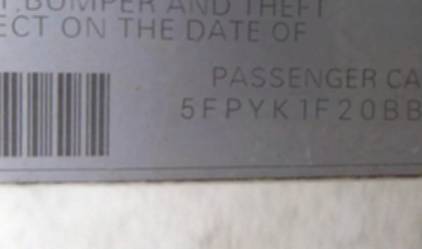 T, BUMPER AND THEFT
ECT ON THE DATE OF
PASSENGER CA
5FPYK1F20BB